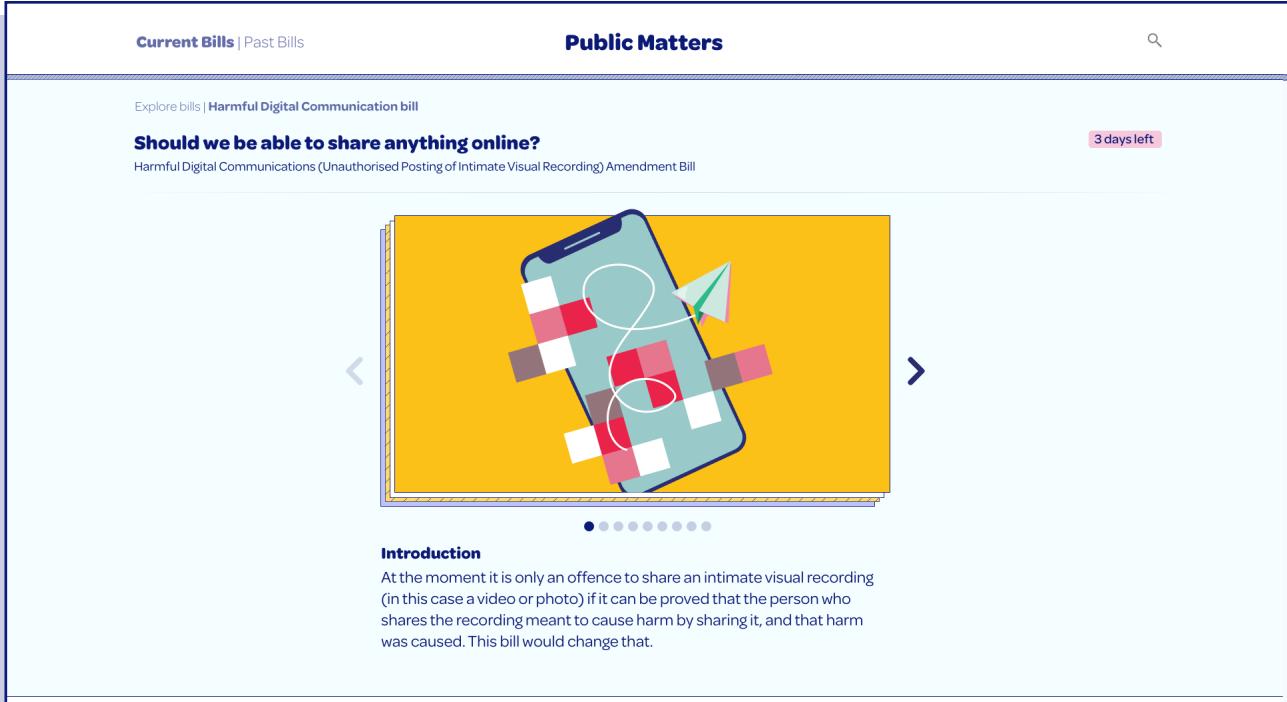 Current Bills | Past Bills
Public Matters
Explore bills | Harmful Digital Communication bill
Should we be able to share anything online?
3 days left
Harmful Digital Communications (Unauthorised Posting of Intimate Visual Recording) Amendment Bill
Introduction
At the moment it is only an offence to share an intimate visual recording
(in this case a video or photo) if it can be proved that the person who
shares the recording meant to cause harm by sharing it, and that harm
was caused. This bill would change that.